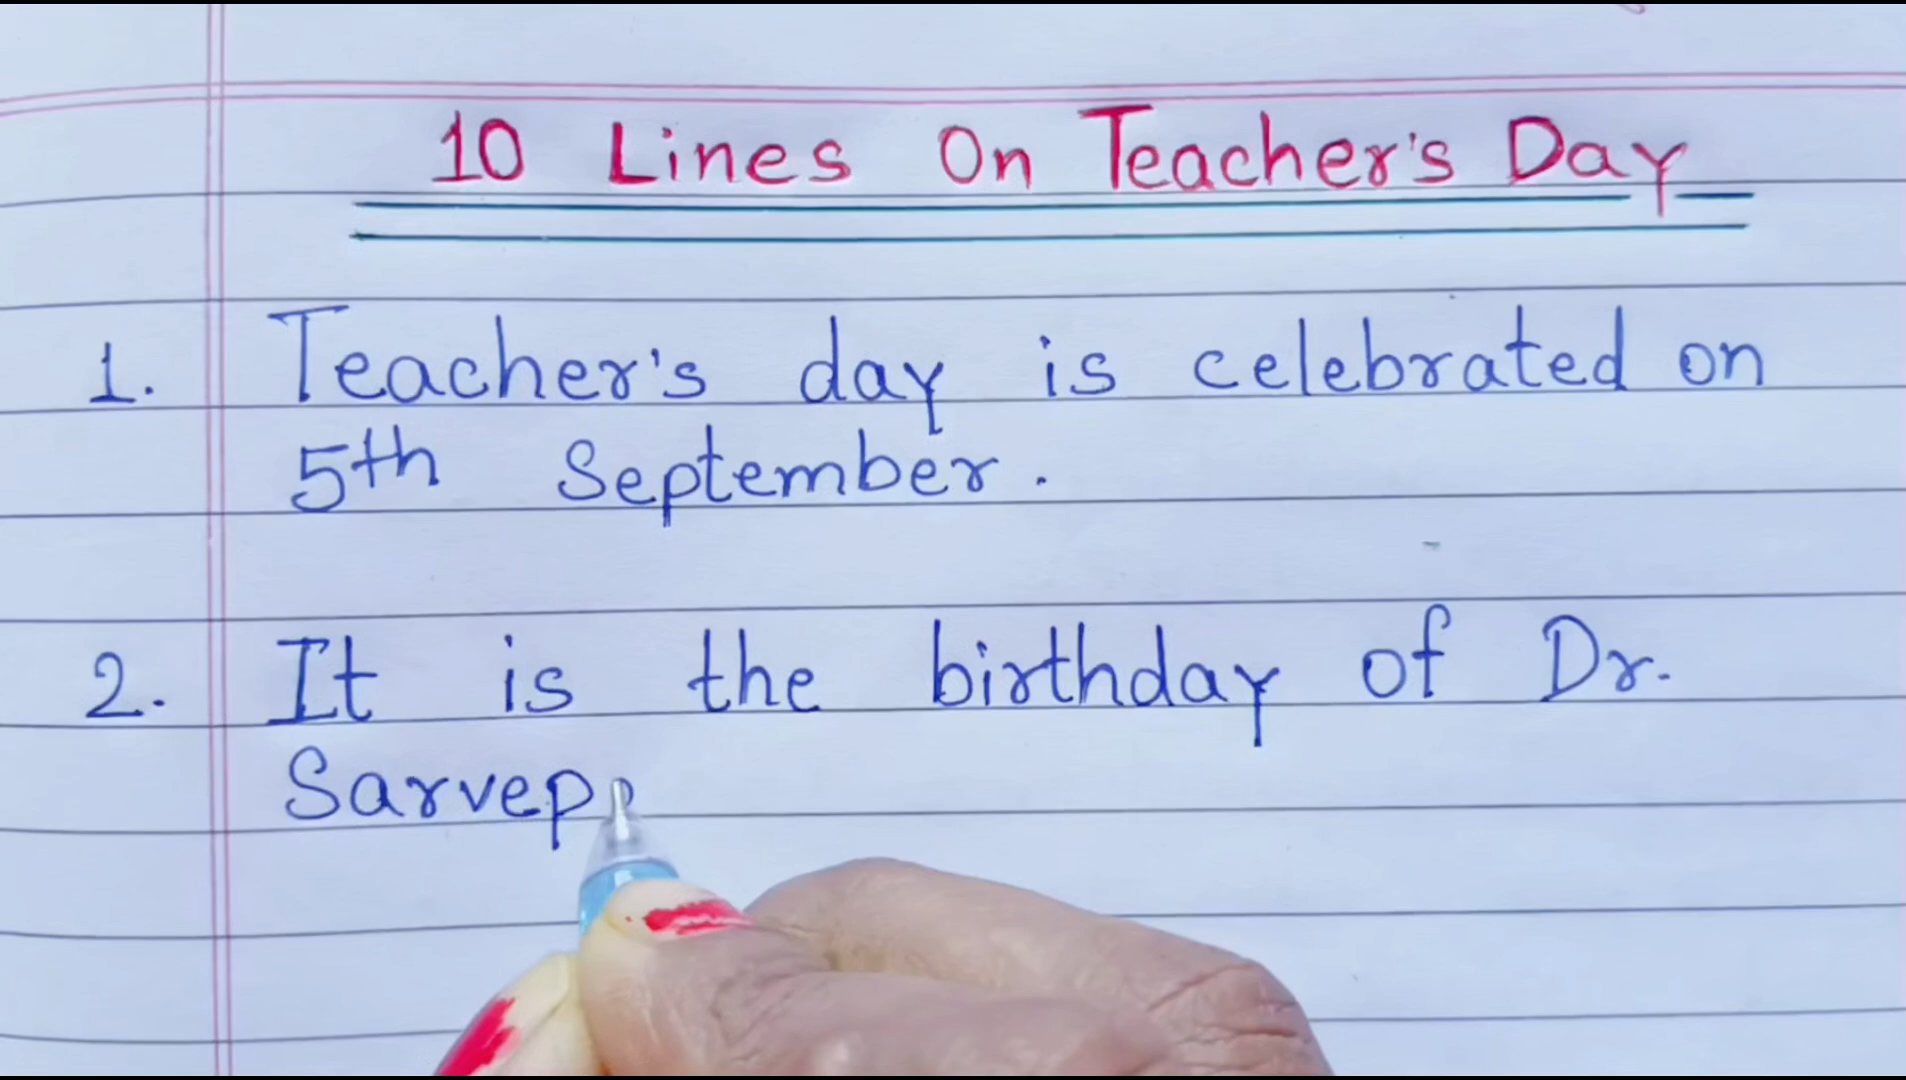 10 Lines On Teacher's Day
1. Teacher's day is celebrated on
5th September.
2. It is the birthday of Dr.
Sarvepp